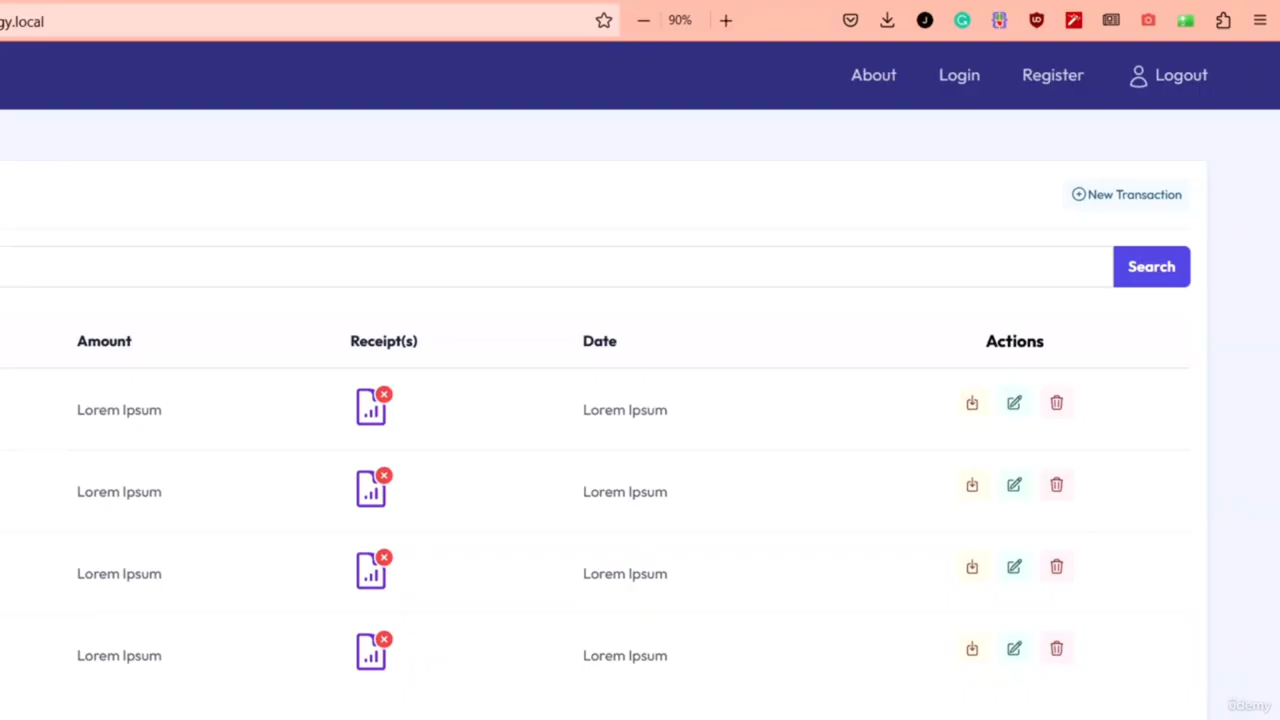 gy.local
90%
About Login Register Logout
New Transaction
Search
Amount Receipt(s) Date Actions
Lorem Ipsum Lorem Ipsum
Lorem Ipsum Lorem Ipsum
Lorem Ipsum Lorem Ipsum
Lorem Ipsum Lorem Ipsum
ûdemy